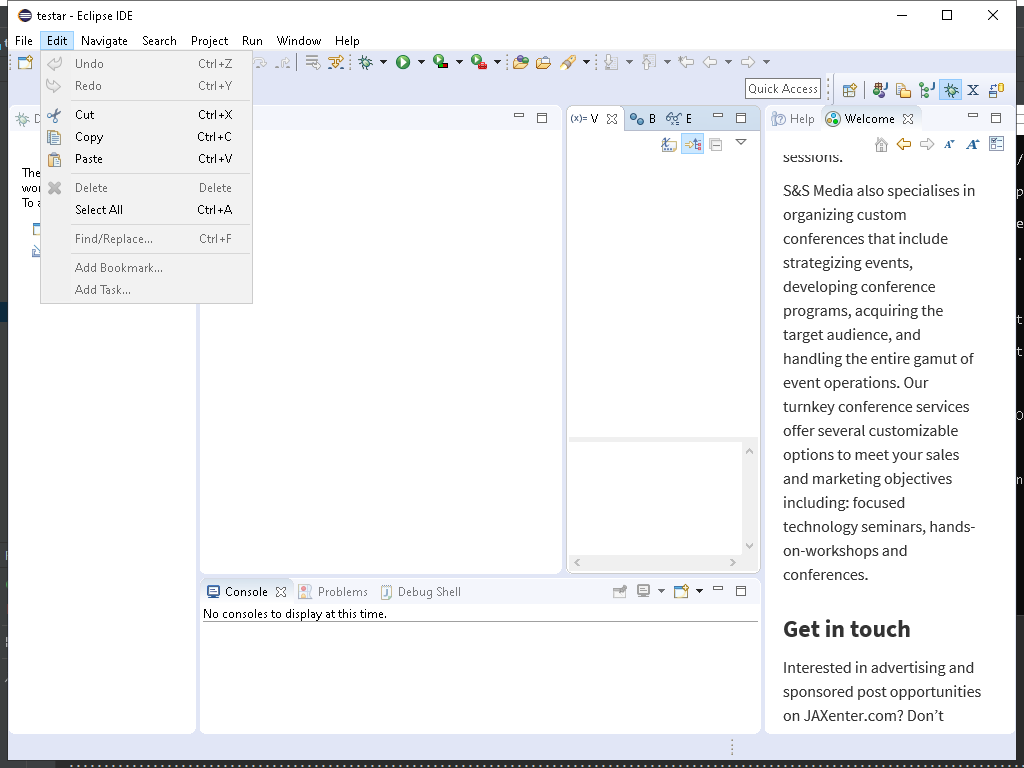 testar - Eclipse IDE
File Edit Navigate Search Project Run Window Help
Undo Ctrl+Z
Redo Ctrl+Y
Cut Ctrl+X
Copy Ctrl+C
Paste Ctrl+V
Delete Delete
Select All Ctrl+A
Find/Replace... Ctrl+F
Add Bookmark...
Add Task...
Quick Access
D
The
wor
To a
(x)= V
B
E
Help
Welcome
sessions.
S&S Media also specialises in
organizing custom
conferences that include
strategizing events,
developing conference
programs, acquiring the
target audience, and
handling the entire gamut of
event operations. Our
turnkey conference services
offer several customizable
options to meet your sales
and marketing objectives
including: focused
technology seminars, hands-
on-workshops and
conferences.
Get in touch
Interested in advertising and
sponsored post opportunities
on JAXenter.com? Don’t
Console
Problems
Debug Shell
No consoles to display at this time.